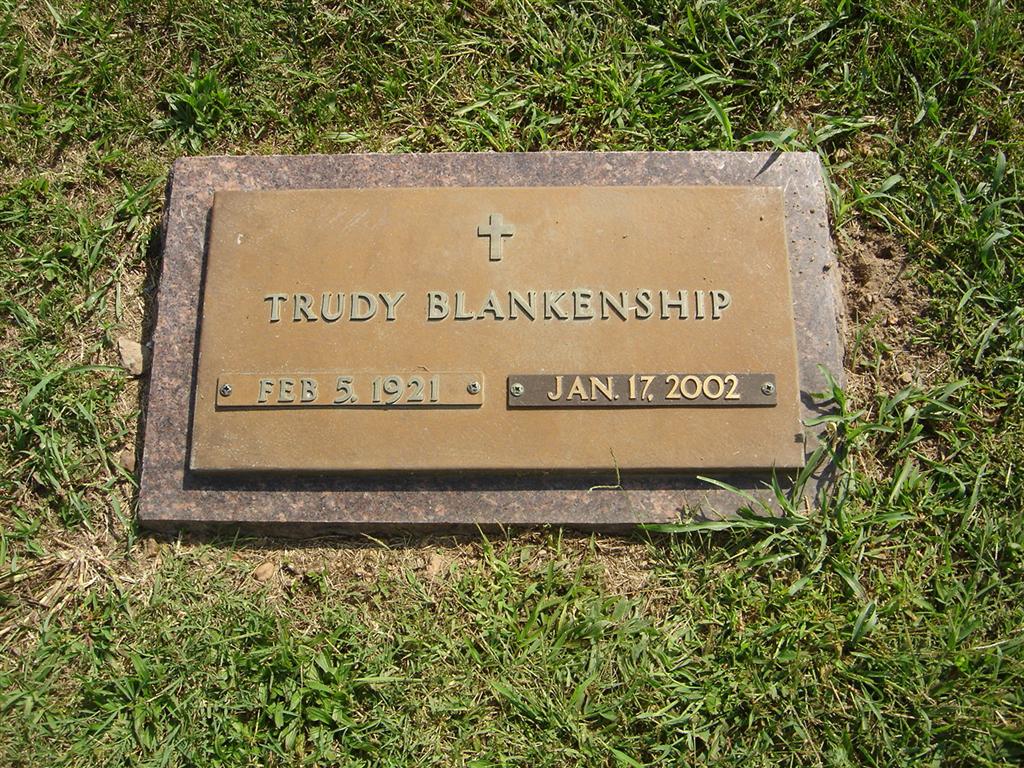 TRUDY BLANKENSHIP
FEB 5, 1921 JAN. 17, 2002